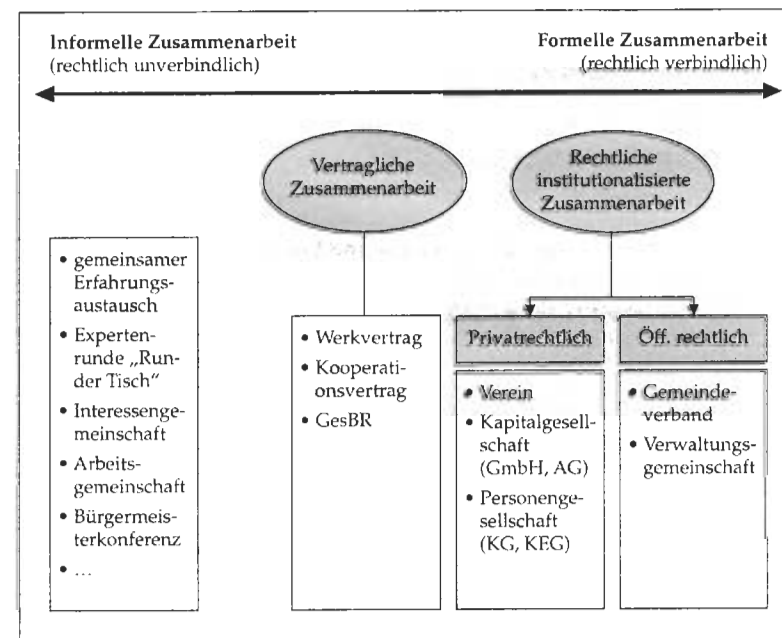 Informelle Zusammenarbeit
(rechtlich unverbindlich)
Formelle Zusammenarbeit
(rechtlich verbindlich)
Vertragliche
Zusammenarbeit
Rechtliche
institutionalisierte
Zusammenarbeit
• gemeinsamer
Erfahrungs-
austausch
• Experten-
runde „Run-
der Tisch“
• Interessenge-
meinschaft
• Arbeits-
gemeinschaft
• Bürgermeis-
terkonferenz
• ...
• Werkvertrag
• Kooperati-
onsvertrag
• GesBR
Privatrechtlich
• Verein
• Kapitalgesell-
schaft
(GmbH, AG)
• Personenge-
sellschaft
(KG, KEG)
Öff. rechtlich
• Gemeinde-
verband
• Verwaltungs-
gemeinschaft